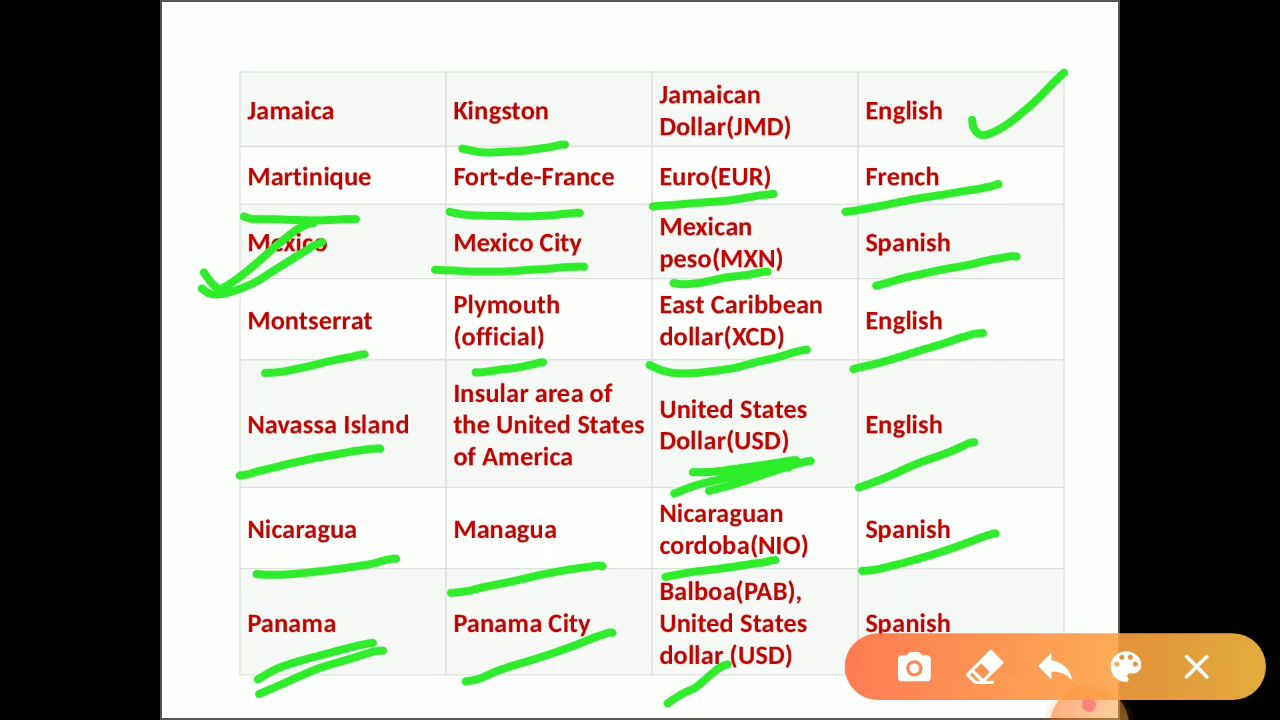 Jamaica
Kingston
Jamaican
Dollar(JMD)
English
Martinique
Fort-de-France
Euro(EUR)
French
Mexico
Mexico City
Mexican
peso(MXN)
Spanish
Montserrat
Plymouth
(official)
East Caribbean
dollar(XCD)
English
Navassa Island
Insular area of
the United States
of America
United States
Dollar(USD)
English
Nicaragua
Managua
Nicaraguan
cordoba(NIO)
Spanish
Panama
Panama City
Balboa(PAB),
United States
dollar (USD)
Spanish